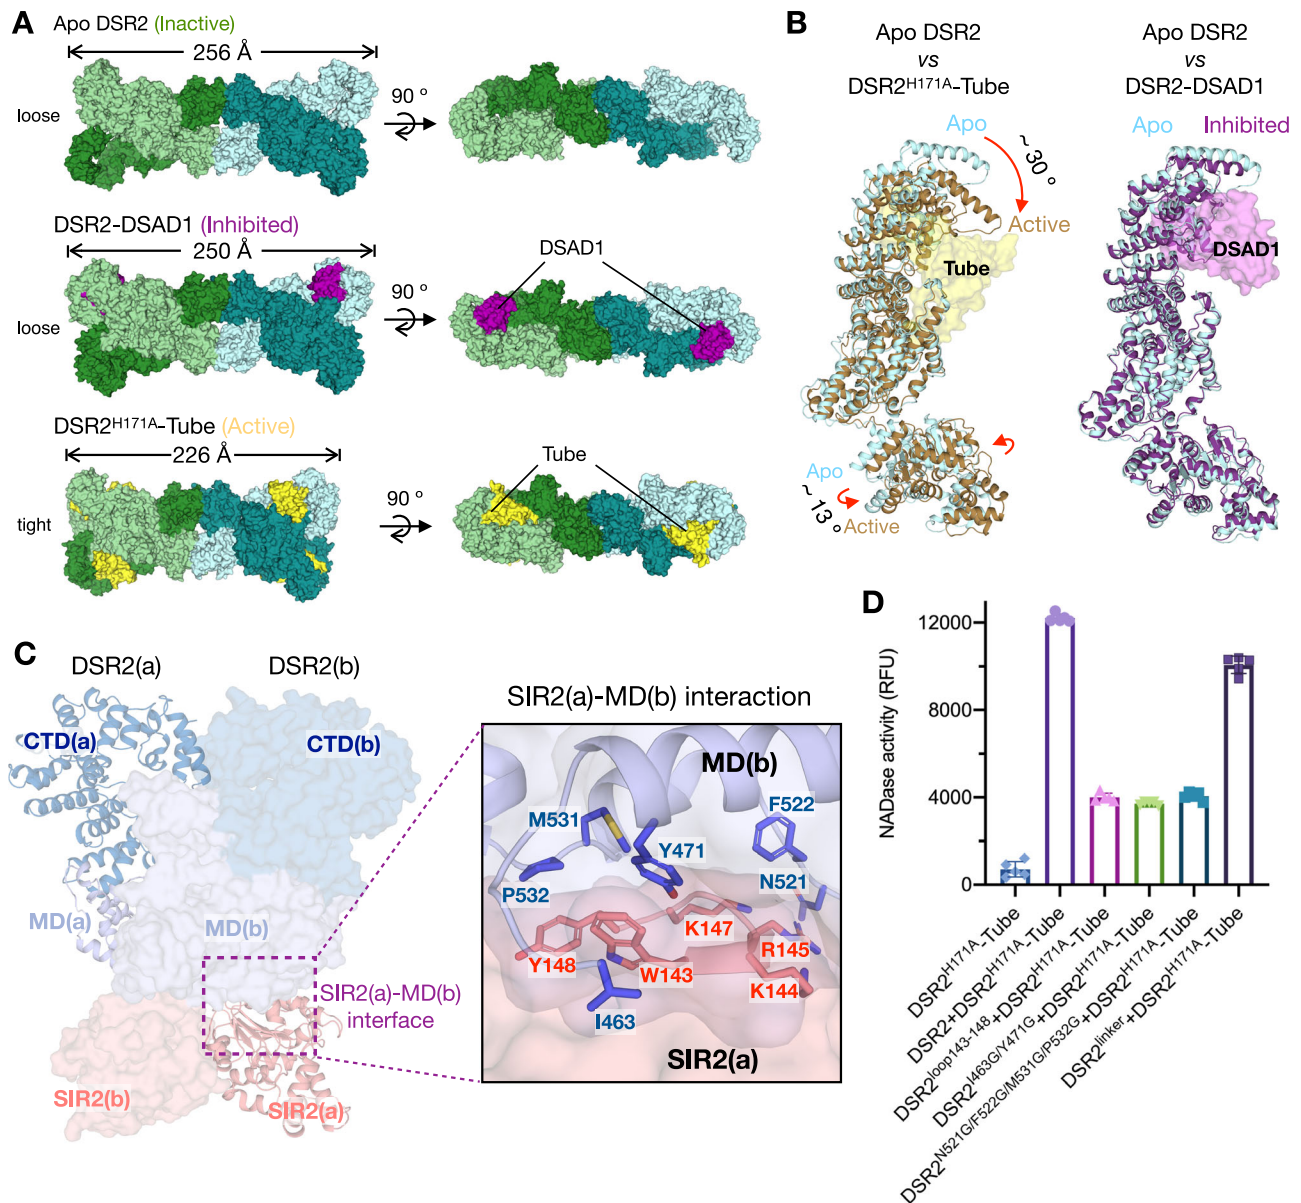 A
Apo DSR2 (Inactive)
256 Å
loose
90 °
DSR2-DSAD1 (Inhibited)
250 Å
loose
90 °
DSAD1
DSR2H171A-Tube (Active)
226 Å
tight
90 °
Tube
B
Apo DSR2
vs
DSR2H171A-Tube
Apo
~ 30 °
Active
Tube
Apo
~ 13 °
Active
Apo DSR2
vs
DSR2-DSAD1
Apo
Inhibited
DSAD1
C
DSR2(a)
DSR2(b)
CTD(a)
CTD(b)
MD(a)
MD(b)
SIR2(a)-MD(b)
interface
SIR2(b)
SIR2(a)
SIR2(a)-MD(b) interaction
MD(b)
M531
F522
Y471
P532
N521
K147
R145
Y148
W143
K144
I463
SIR2(a)
D
NADase activity (RFU)
12000
8000
4000
0
DSR2H171A-Tube
DSR2+DSR2H171A-Tube
DSR2loop143-148+DSR2H171A-Tube
DSR2I463G/Y471G+DSR2H171A-Tube
DSR2N521G/F522G/M531G/P532G+DSR2H171A-Tube
DSR2linker+DSR2H171A-Tube